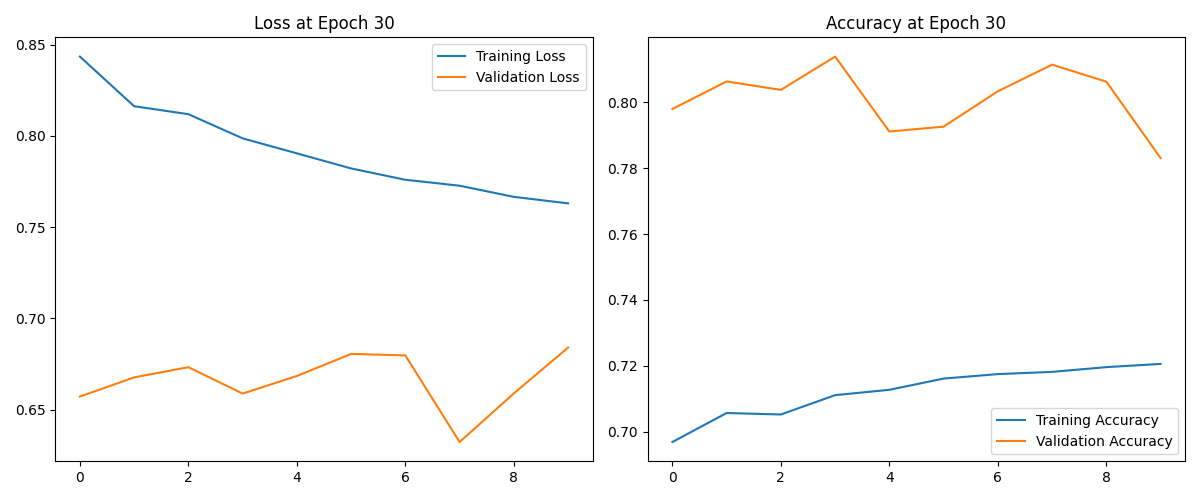 Loss at Epoch 30
0.85
0.80
0.75
0.70
0.65
0 2 4 6 8
Training Loss
Validation Loss
Accuracy at Epoch 30
0.80
0.78
0.76
0.74
0.72
0.70
0 2 4 6 8
Training Accuracy
Validation Accuracy